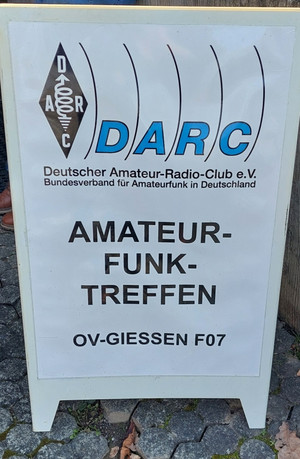 D
A R
C
DARC
Deutscher Amateur-Radio-Club e.V.
Bundesverband für Amateurfunk in Deutschland
AMATEUR-
FUNK-
TREFFEN
OV-GIESSEN F07